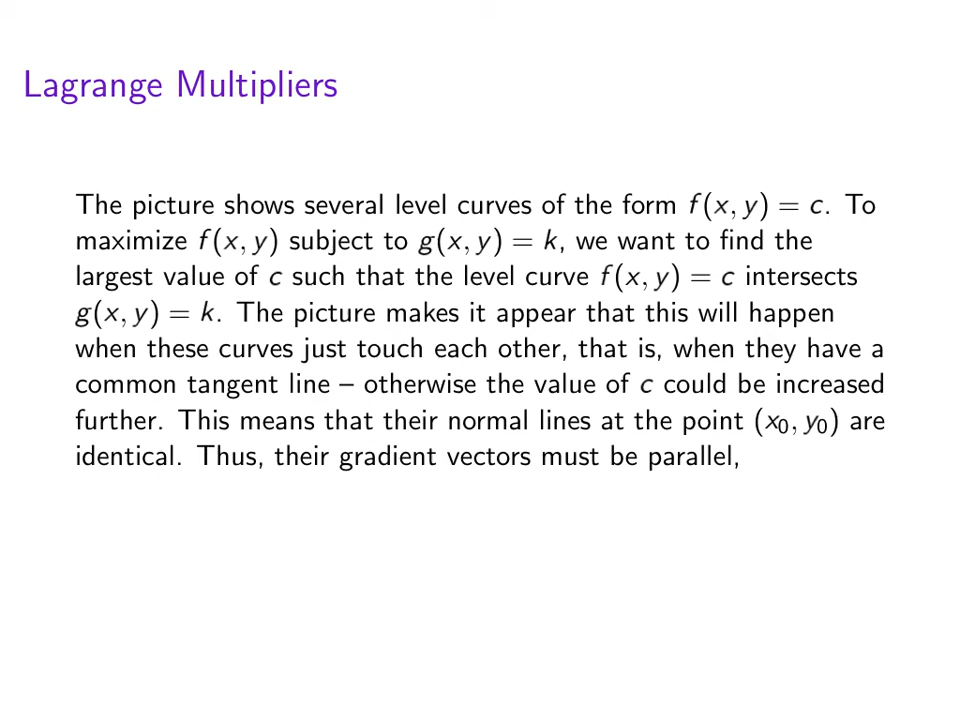 Lagrange Multipliers
The picture shows several level curves of the form f(x, y) = c. To
maximize f(x, y) subject to g(x, y) = k, we want to find the
largest value of c such that the level curve f(x, y) = c intersects
g(x, y) = k. The picture makes it appear that this will happen
when these curves just touch each other, that is, when they have a
common tangent line – otherwise the value of c could be increased
further. This means that their normal lines at the point (x₀, y₀) are
identical. Thus, their gradient vectors must be parallel,